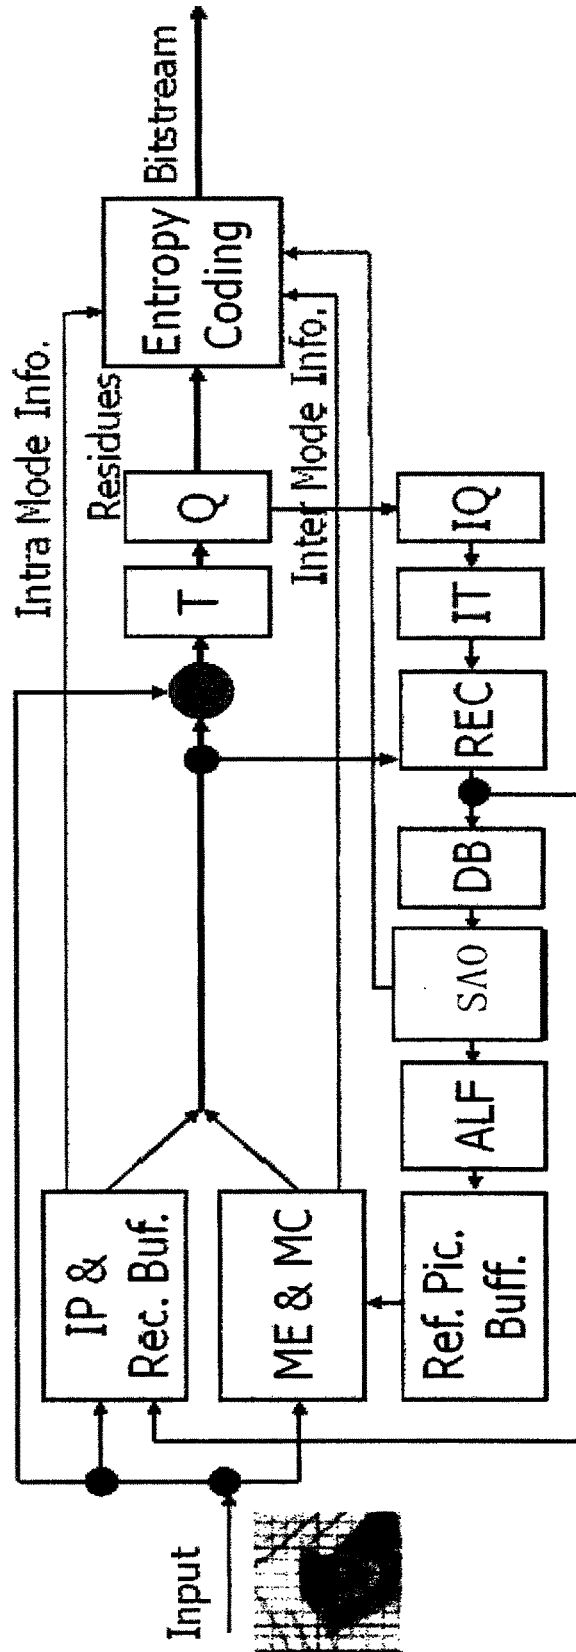 Input
IP &
Rec. Buf.
ME & MC
Intra Mode Info.
T
Q
Residues
Entropy
Coding
Bitstream
Inter Mode Info.
Ref. Pic.
Buff.
ALF
SAO
DB
REC
IT
IQ